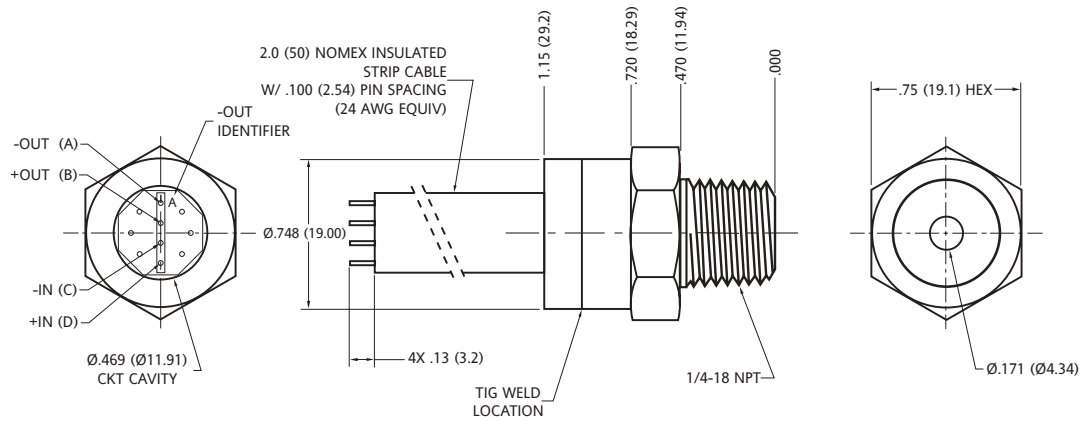 2.0 (50) NOMEX INSULATED
STRIP CABLE
W/ .100 (2.54) PIN SPACING
(24 AWG EQUIV)
-OUT
IDENTIFIER
-OUT (A)
+OUT (B)
A
-IN (C)
+IN (D)
Ø.469 (Ø11.91)
CKT CAVITY
Ø.748 (19.00)
4X .13 (3.2)
TIG WELD
LOCATION
1.15 (29.2)
.720 (18.29)
.470 (11.94)
.000
1/4-18 NPT
.75 (19.1) HEX
Ø.171 (Ø4.34)